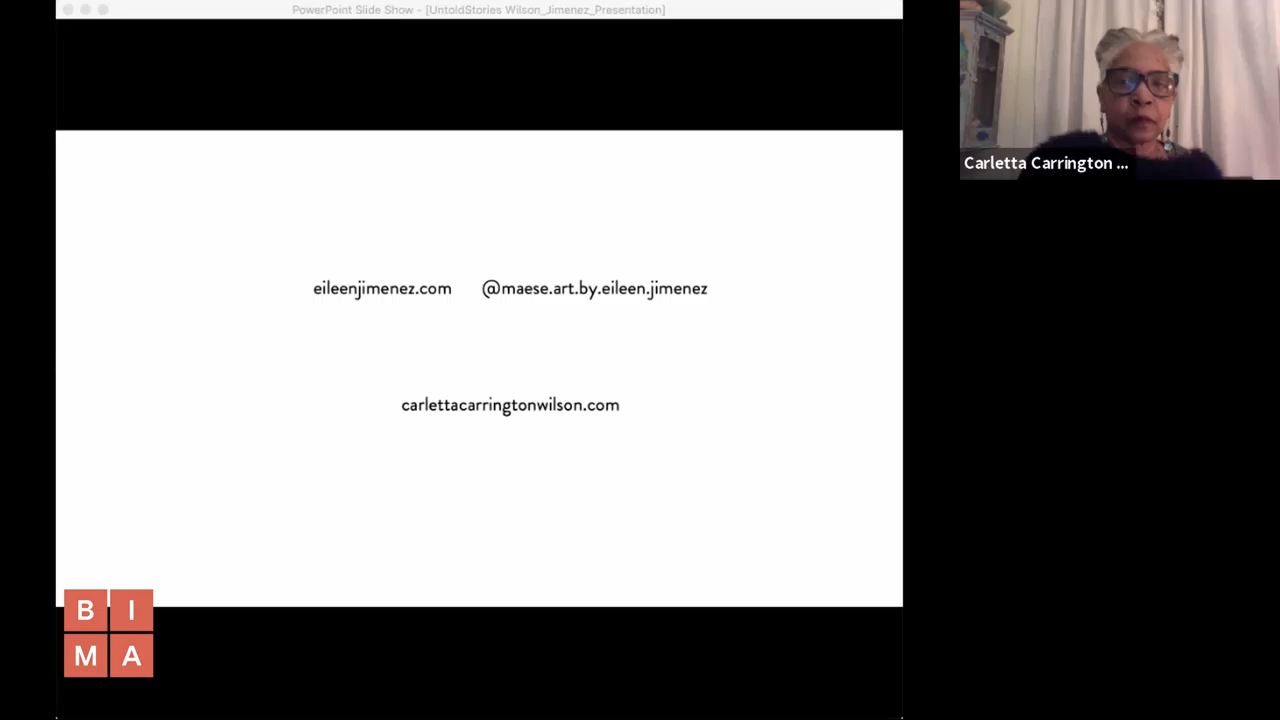 PowerPoint Slide Show - [UntoldStories Wilson_Jimenez_Presentation]
Carletta Carrington ...
eileenjimenez.com @maese.art.by.eileen.jimenez
carlettacarringtonwilson.com
B I
M A